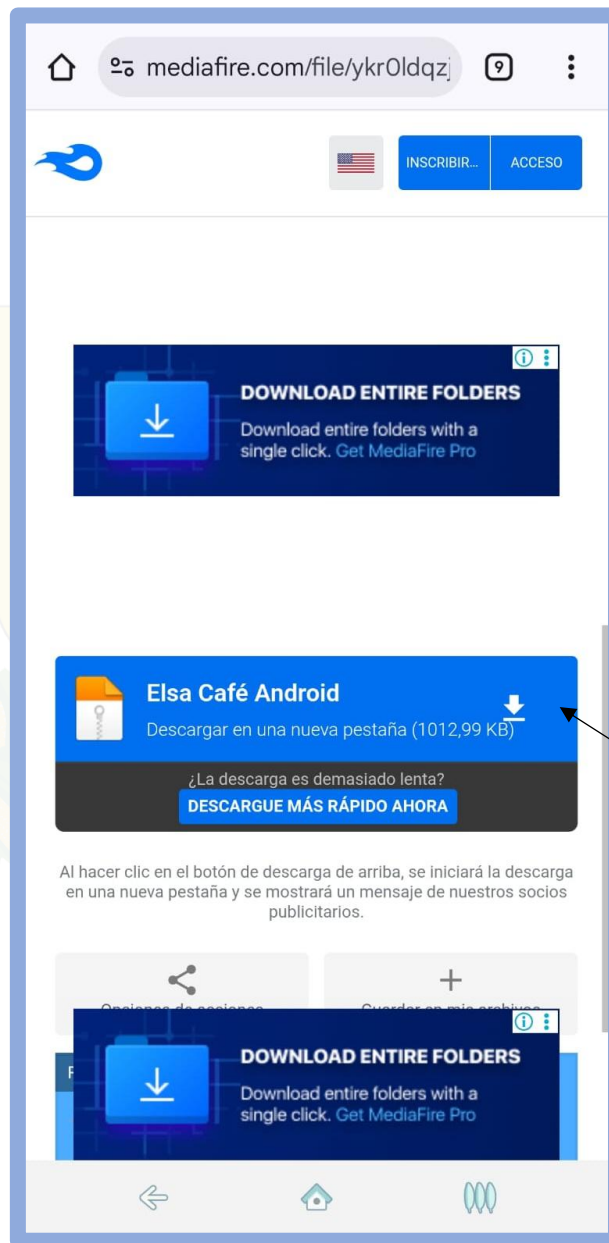 mediafire.com/file/ykr0ldqzj
9
INSCRIBIR...
ACCESO
DOWNLOAD ENTIRE FOLDERS
Download entire folders with a
single click. Get MediaFire Pro
Elsa Café Android
Descargar en una nueva pestaña (1012,99 KB)
¿La descarga es demasiado lenta?
DESCARGUE MÁS RÁPIDO AHORA
Al hacer clic en el botón de descarga de arriba, se iniciará la descarga
en una nueva pestaña y se mostrará un mensaje de nuestros socios
publicitarios.
DOWNLOAD ENTIRE FOLDERS
Download entire folders with a
single click. Get MediaFire Pro